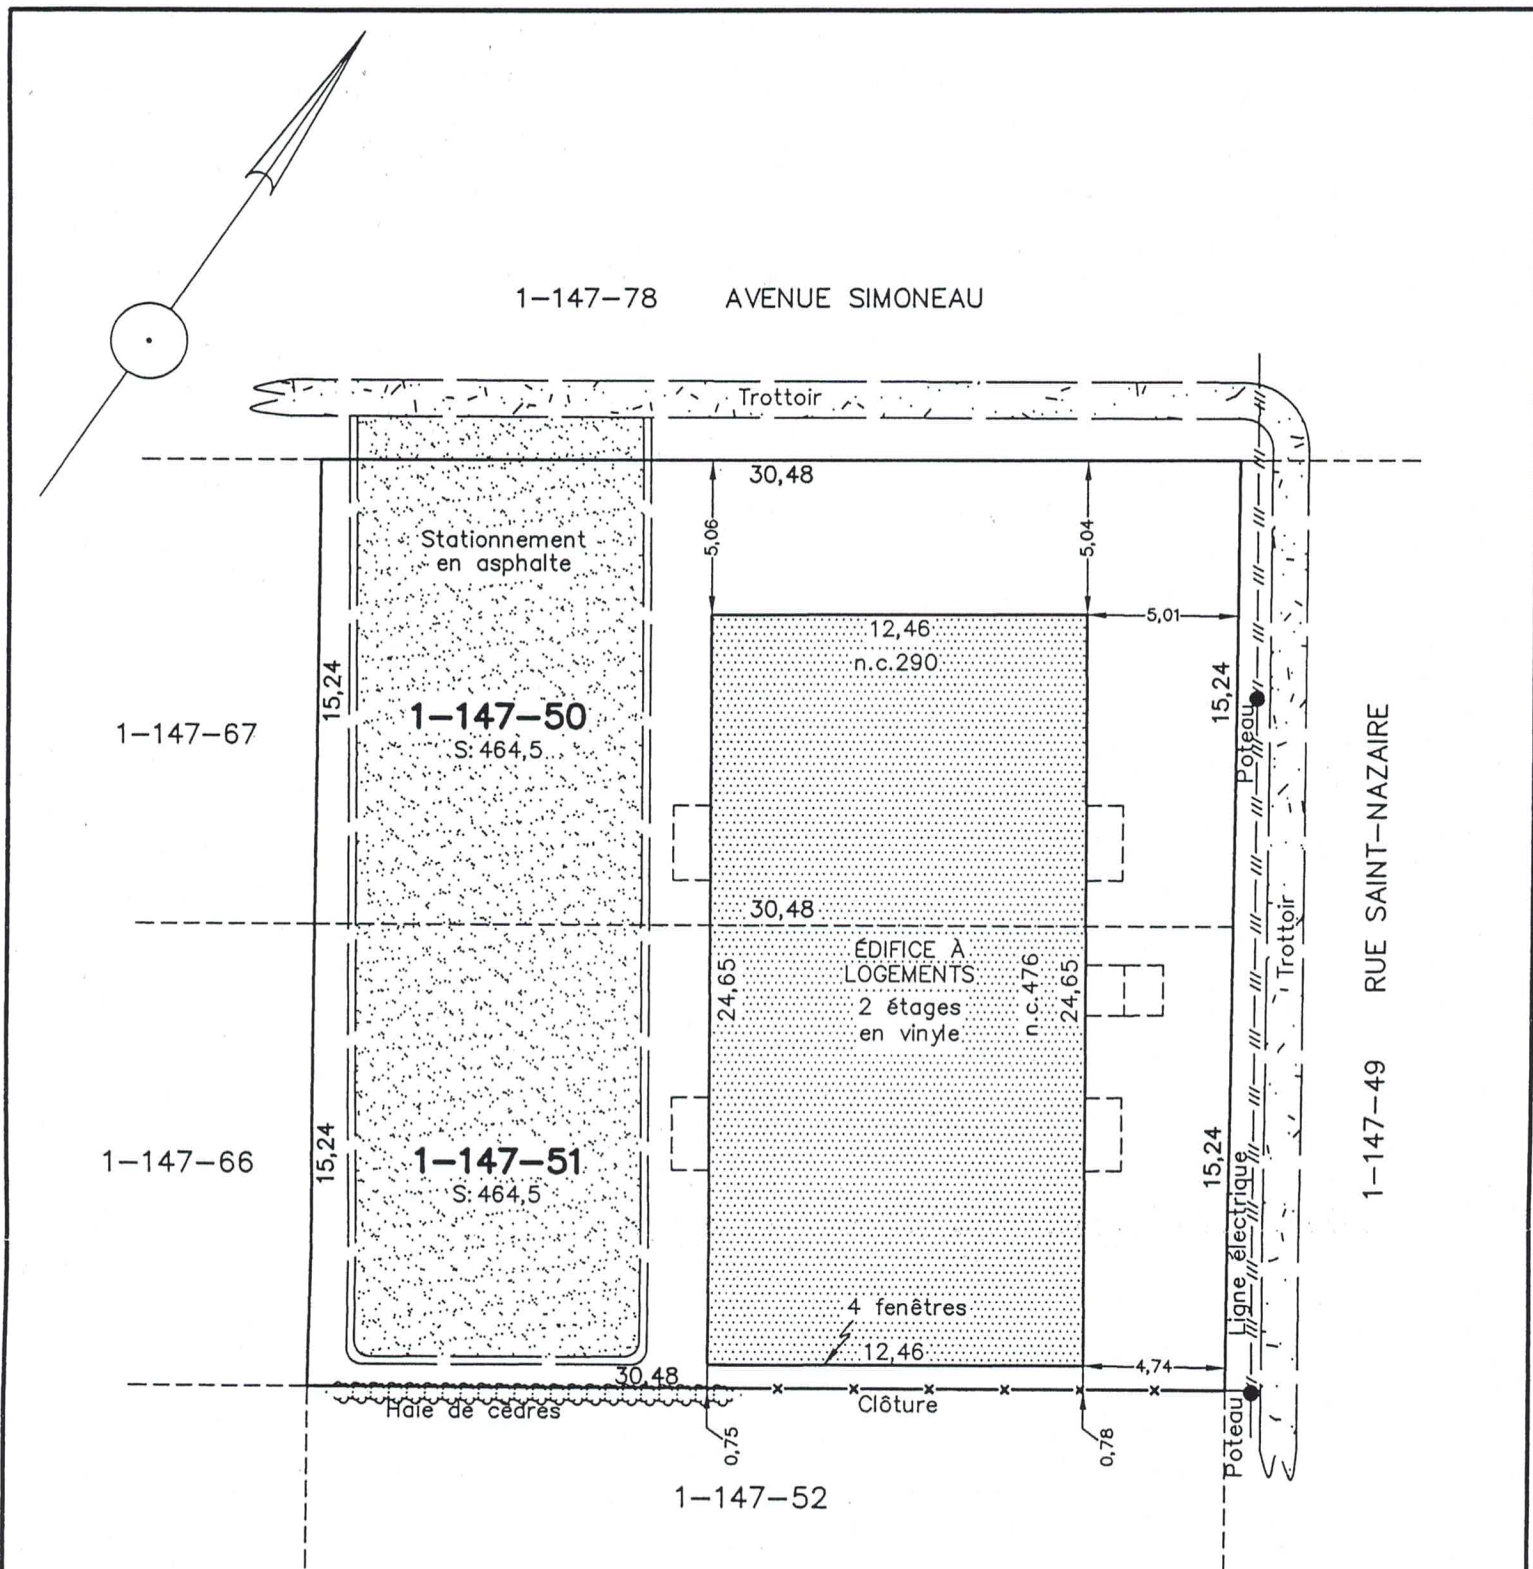 1-147-78 AVENUE SIMONEAU
Trottoir
30,48
5,06
5,04
Stationnement
en asphalte
5,01
12,46
n.c.290
15,24
15,24
1-147-50
S: 464,5
1-147-67
Poteau
RUE SAINT-NAZAIRE
1-147-49
30,48
Trottoir
ÉDIFICE À
LOGEMENTS
2 étages
en vinyle
24,65
n.c.476
24,65
15,24
15,24
1-147-66
1-147-51
S: 464,5
Ligne électrique
4 fenêtres
12,46
4,74
30,48
Haie de cèdres
Clôture
Poteau
0,75
0,78
1-147-52